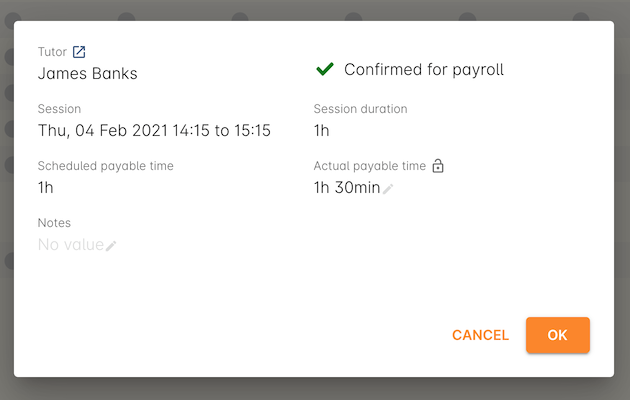 Tutor
James Banks
Confirmed for payroll
Session
Thu, 04 Feb 2021 14:15 to 15:15
Session duration
1h
Scheduled payable time
1h
Actual payable time
1h 30min
Notes
No value
CANCEL
OK